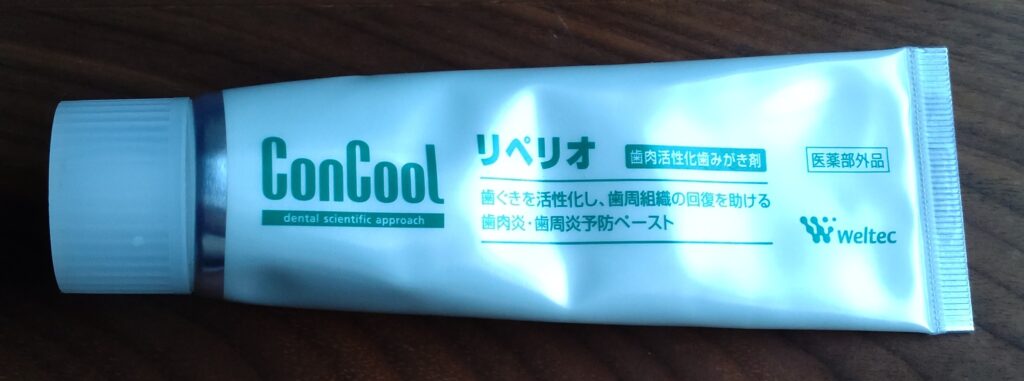 ConCool
dental scientific approach
リペリオ
歯肉活性化歯みがき剤
歯ぐきを活性化し、歯周組織の回復を助ける
歯肉炎・歯周炎予防ペースト
医薬部外品
weltec